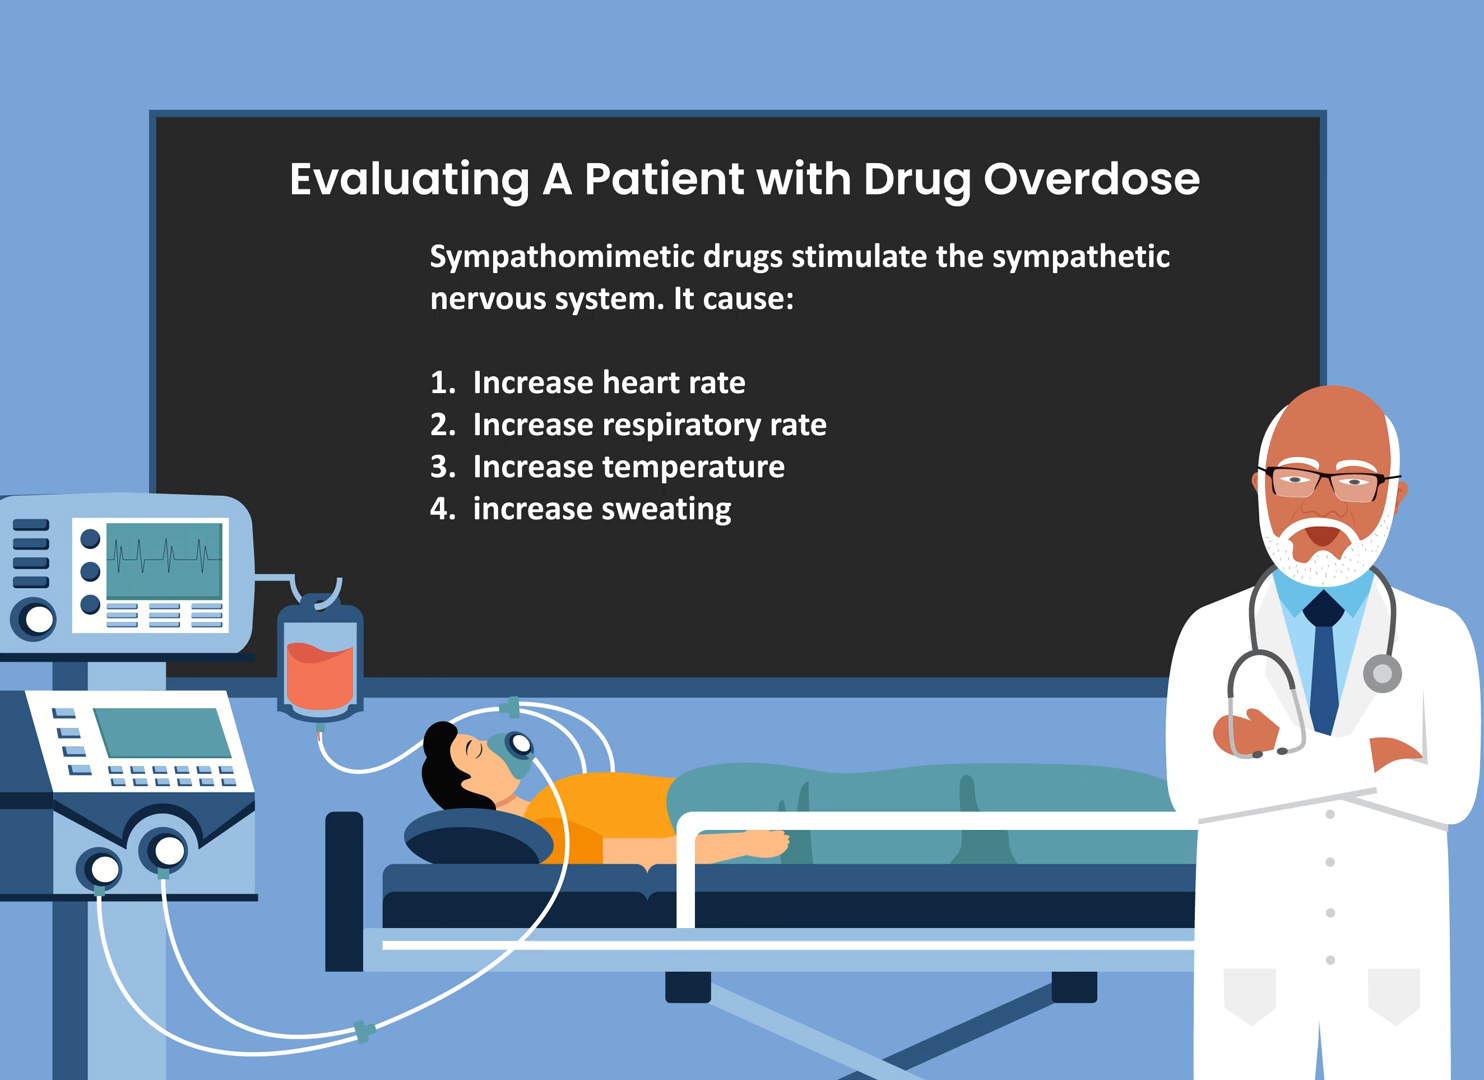 Evaluating A Patient with Drug Overdose
Sympathomimetic drugs stimulate the sympathetic
nervous system. It cause:
1. Increase heart rate
2. Increase respiratory rate
3. Increase temperature
4. increase sweating